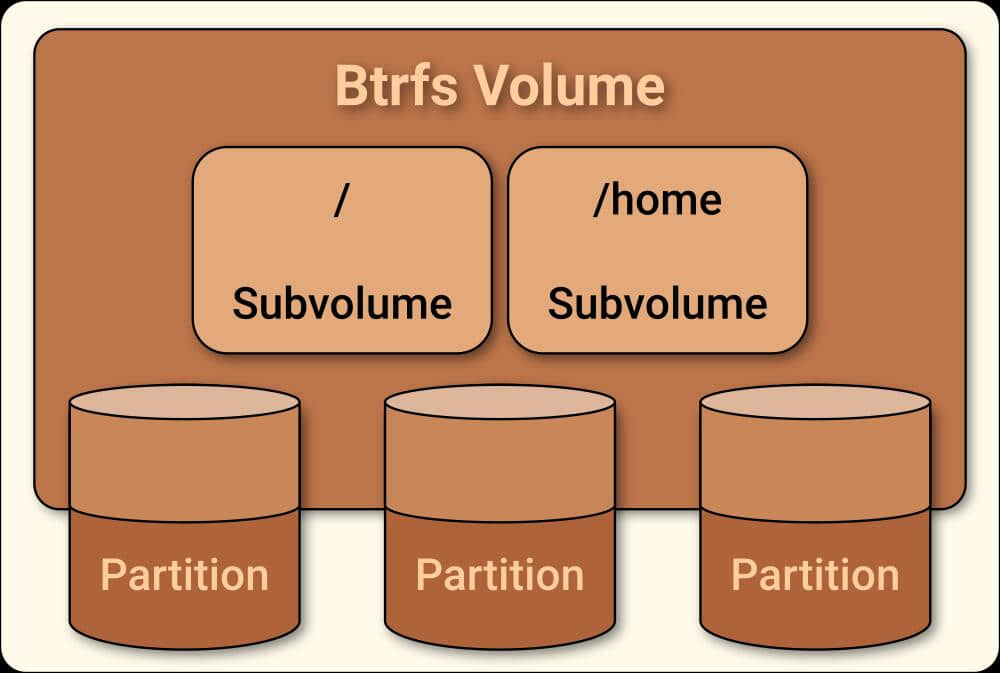 Btrfs Volume
/
Subvolume
/home
Subvolume
Partition
Partition
Partition